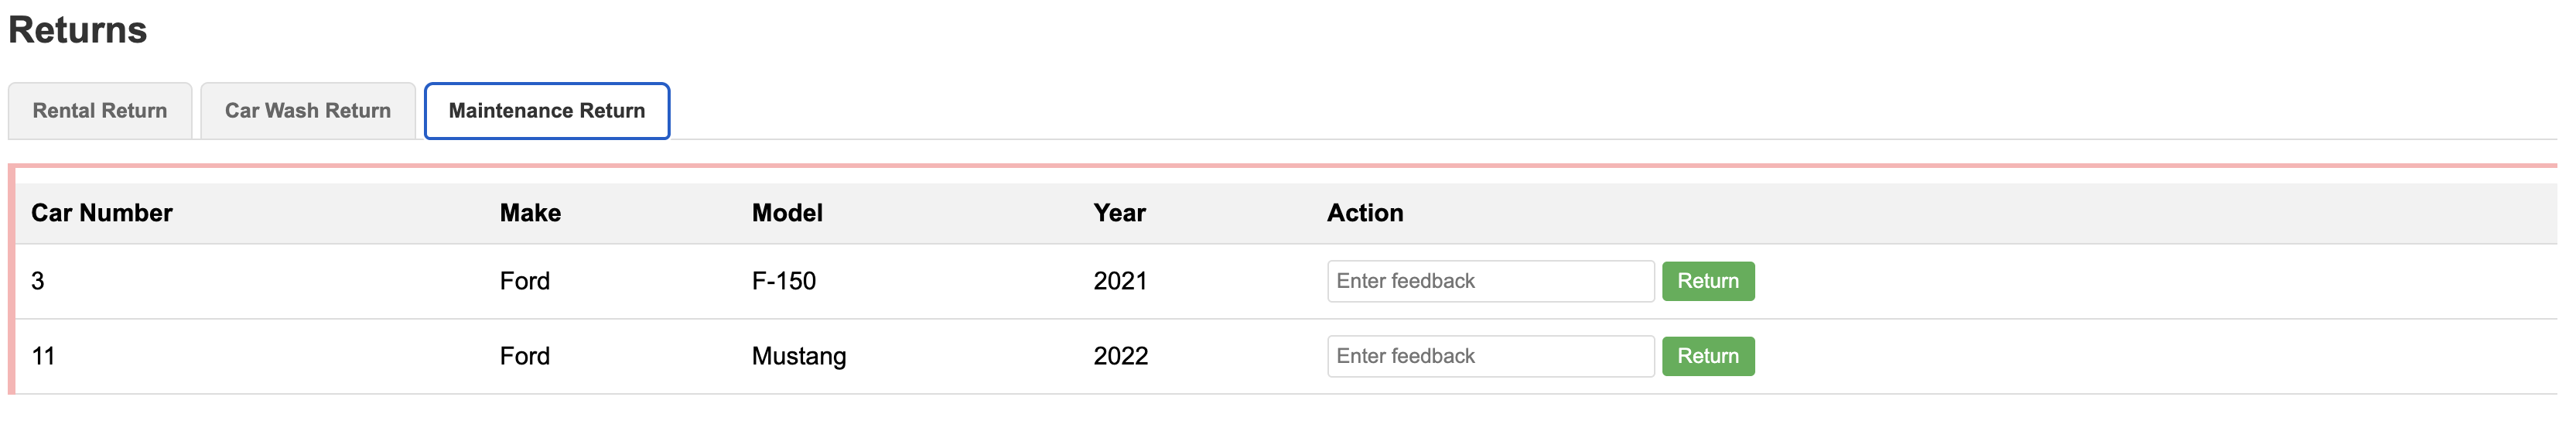 Returns
Rental Return Car Wash Return Maintenance Return
Car Number Make Model Year Action
3 Ford F-150 2021 Enter feedback Return
11 Ford Mustang 2022 Enter feedback Return